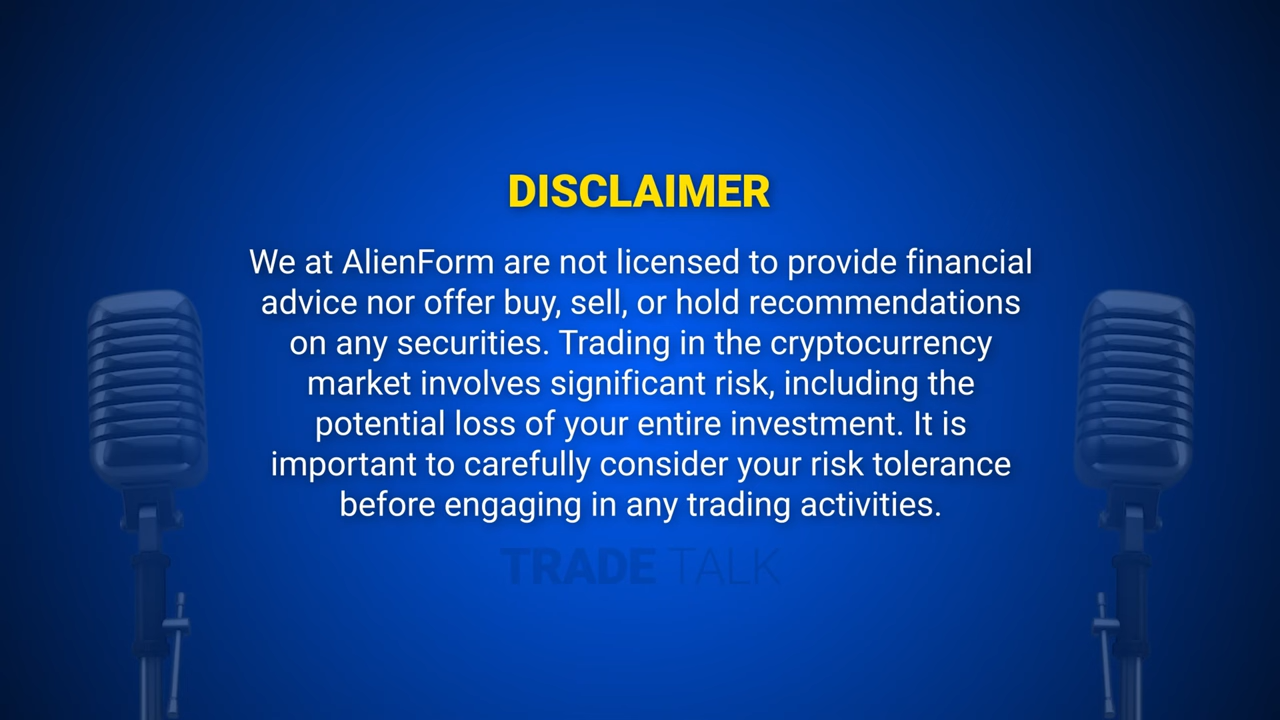 DISCLAIMER
We at AlienForm are not licensed to provide financial
advice nor offer buy, sell, or hold recommendations
on any securities. Trading in the cryptocurrency
market involves significant risk, including the
potential loss of your entire investment. It is
important to carefully consider your risk tolerance
before engaging in any trading activities.
TRADE TALK